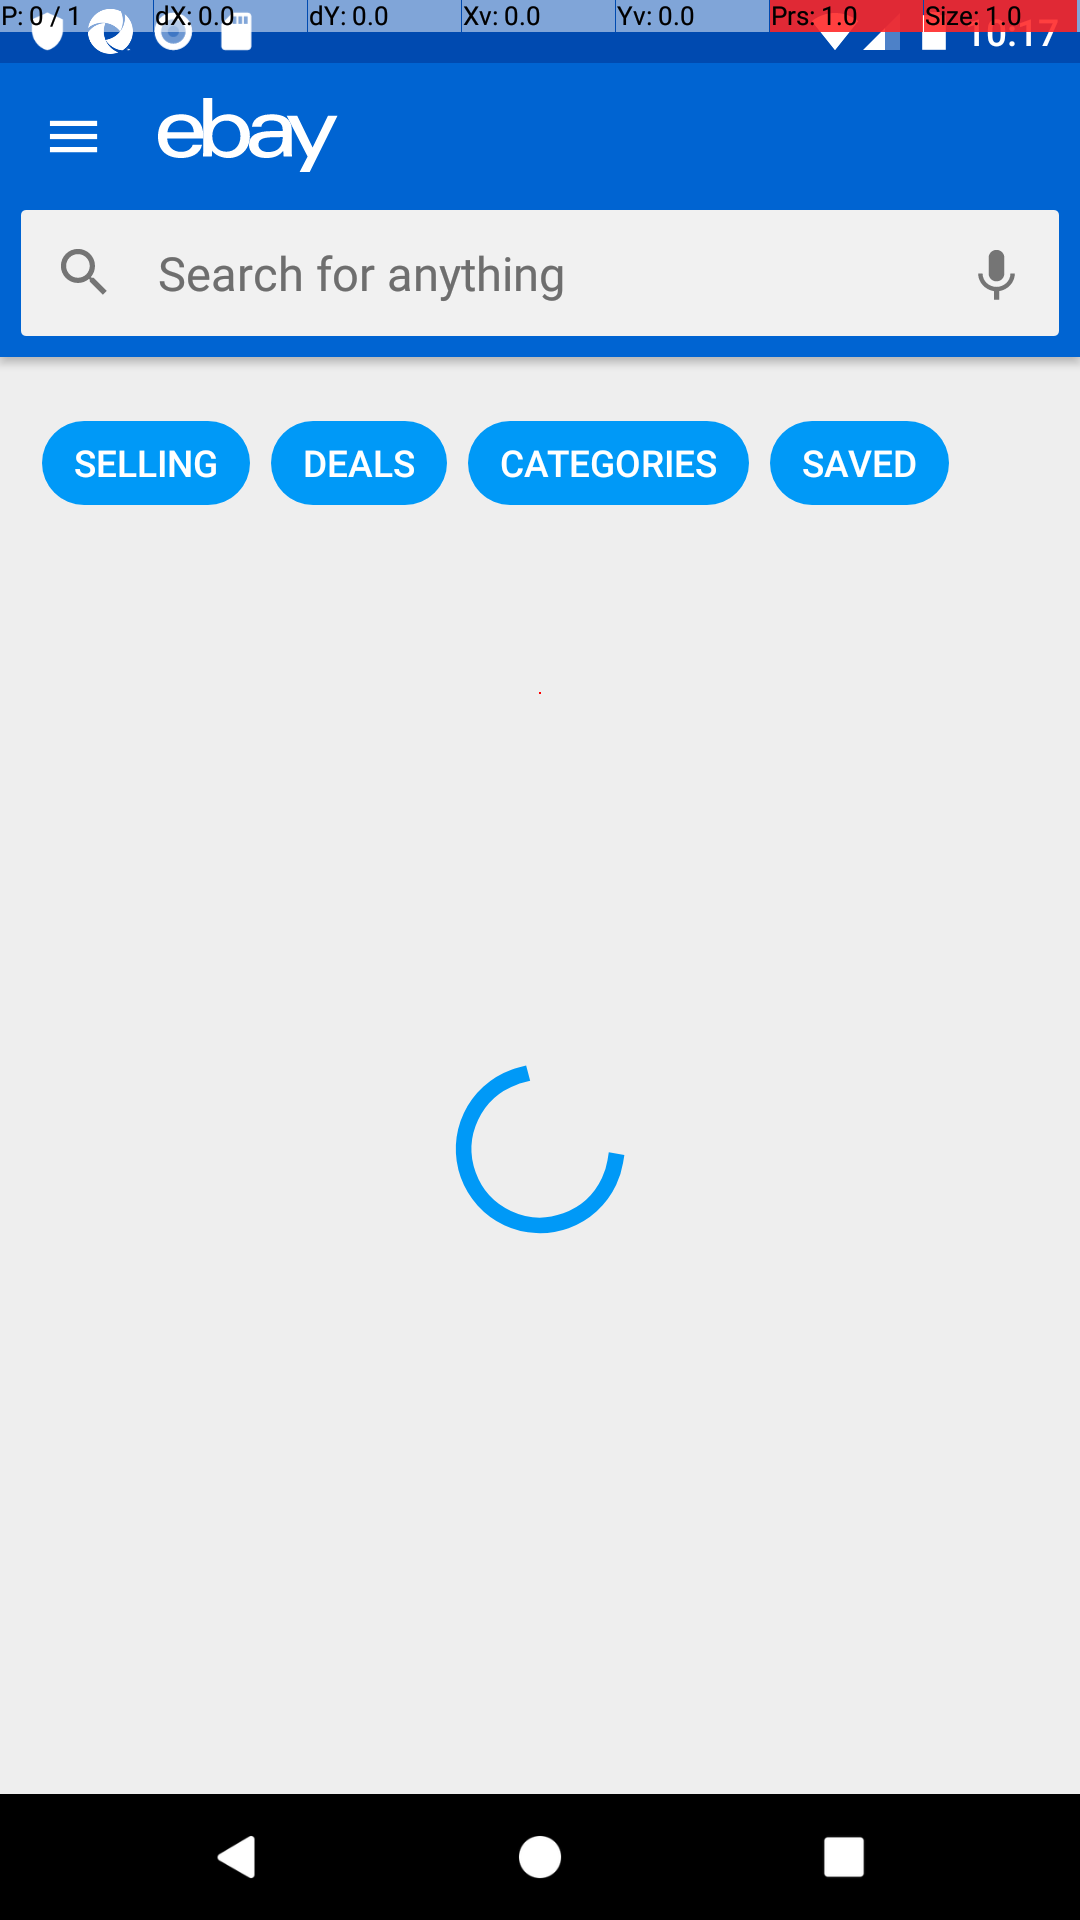 P: 0 / 1 dX: 0.0 dY: 0.0 Xv: 0.0 Yv: 0.0 Prs: 1.0 Size: 1.0
10:17
ebay
Search for anything
SELLING DEALS CATEGORIES SAVED